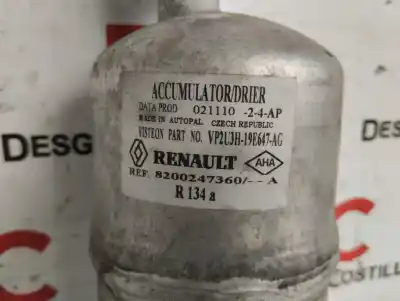 ACCUMULATOR/DRIER
DATA PROD 021110 -2-4-AP
MADE IN AUTOPAL CZECH REPUBLIC
VISTEON PART NO. VP2U3H-19E647-AG
RENAULT AHA
REF. 8200247360/-- A
R 134 a
DESG
DESG
COSTILL